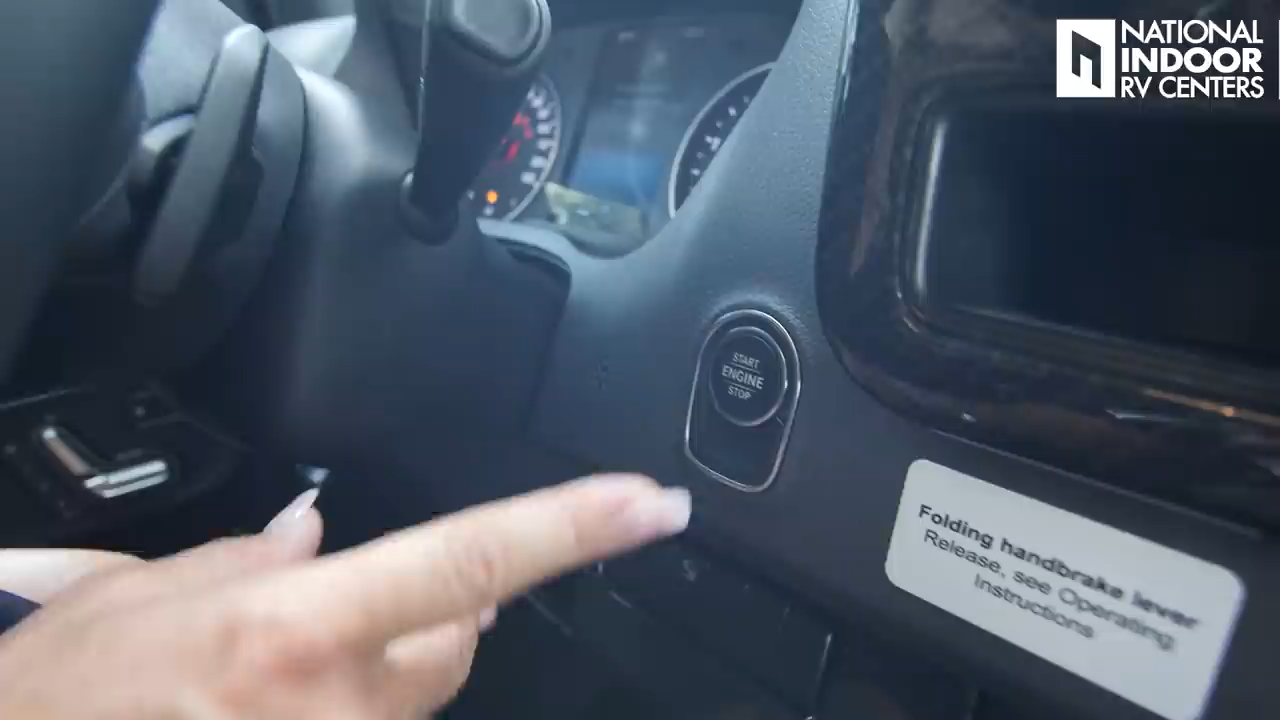 NATIONAL
INDOOR
RV CENTERS
START
ENGINE
STOP
Folding handbrake lever
Release, see Operating
Instructions